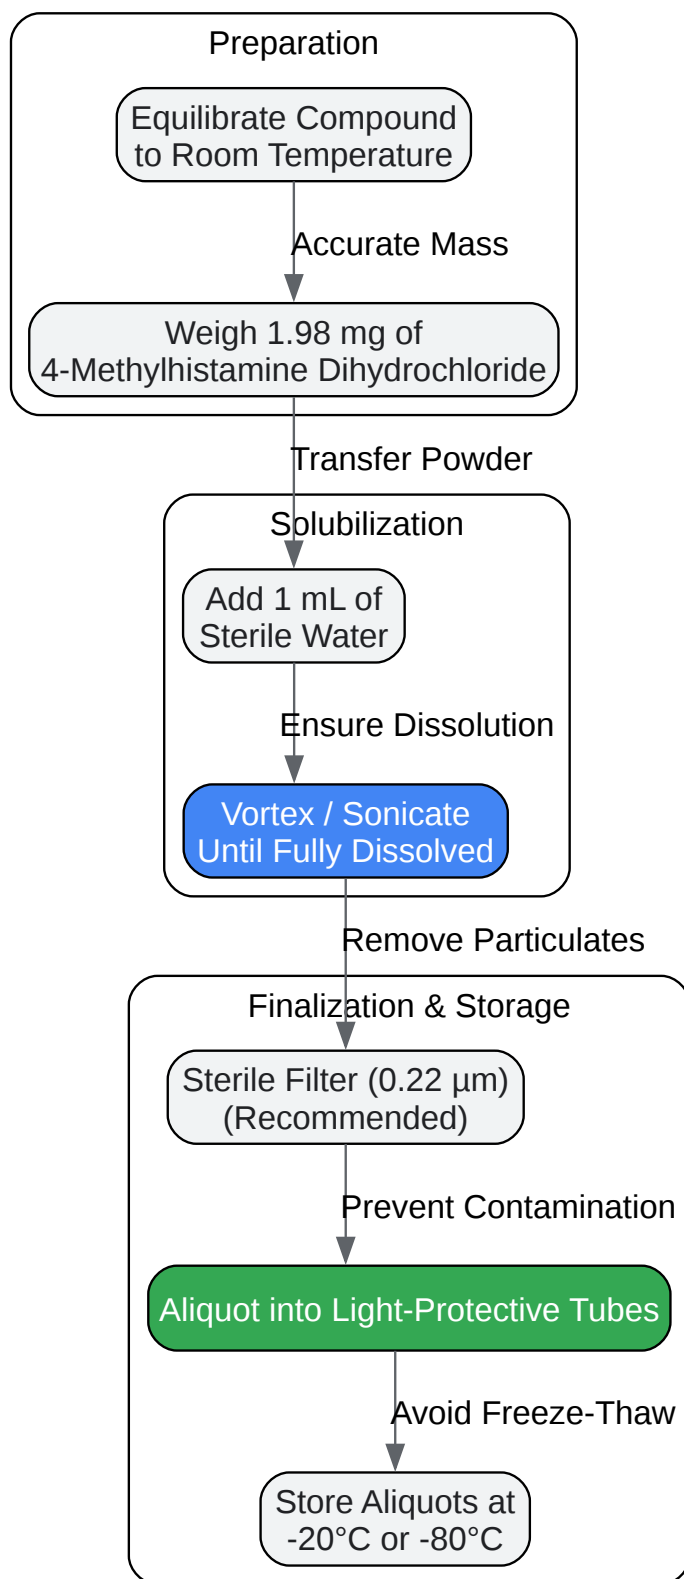 Preparation
Equilibrate Compound
to Room Temperature
Accurate Mass
Weigh 1.98 mg of
4-Methylhistamine Dihydrochloride
Transfer Powder
Solubilization
Add 1 mL of
Sterile Water
Ensure Dissolution
Vortex / Sonicate
Until Fully Dissolved
Remove Particulates
Finalization & Storage
Sterile Filter (0.22 µm)
(Recommended)
Prevent Contamination
Aliquot into Light-Protective Tubes
Avoid Freeze-Thaw
Store Aliquots at
-20°C or -80°C